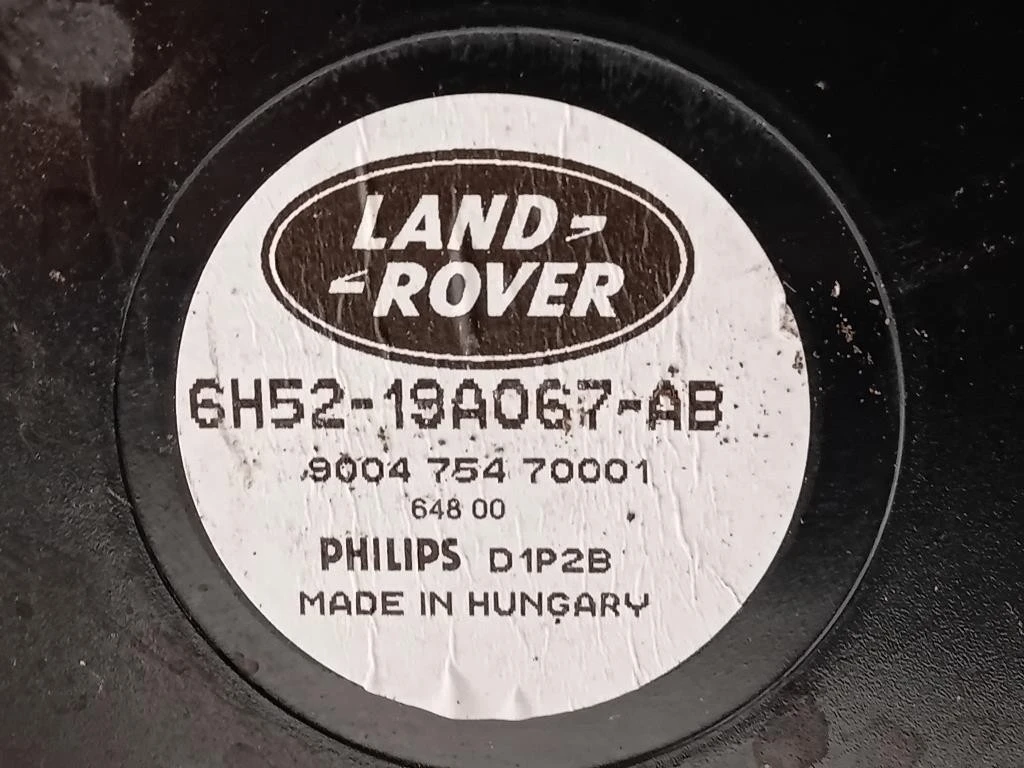 LAND
ROVER
6H52-19A067-AB
9004 754 70001
648 00
PHILIPS D1P2B
MADE IN HUNGARY